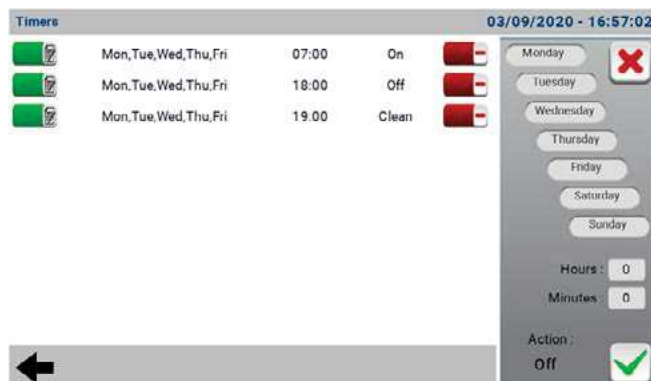 Timers 03/09/2020 - 16:57:02
Mon,Tue,Wed,Thu,Fri 07:00 On
Mon,Tue,Wed,Thu,Fri 18:00 Off
Mon,Tue,Wed,Thu,Fri 19.00 Clean
Monday
Tuesday
Wednesday
Thursday
Friday
Saturday
Sunday
Hours : 0
Minutes : 0
Action :
Off